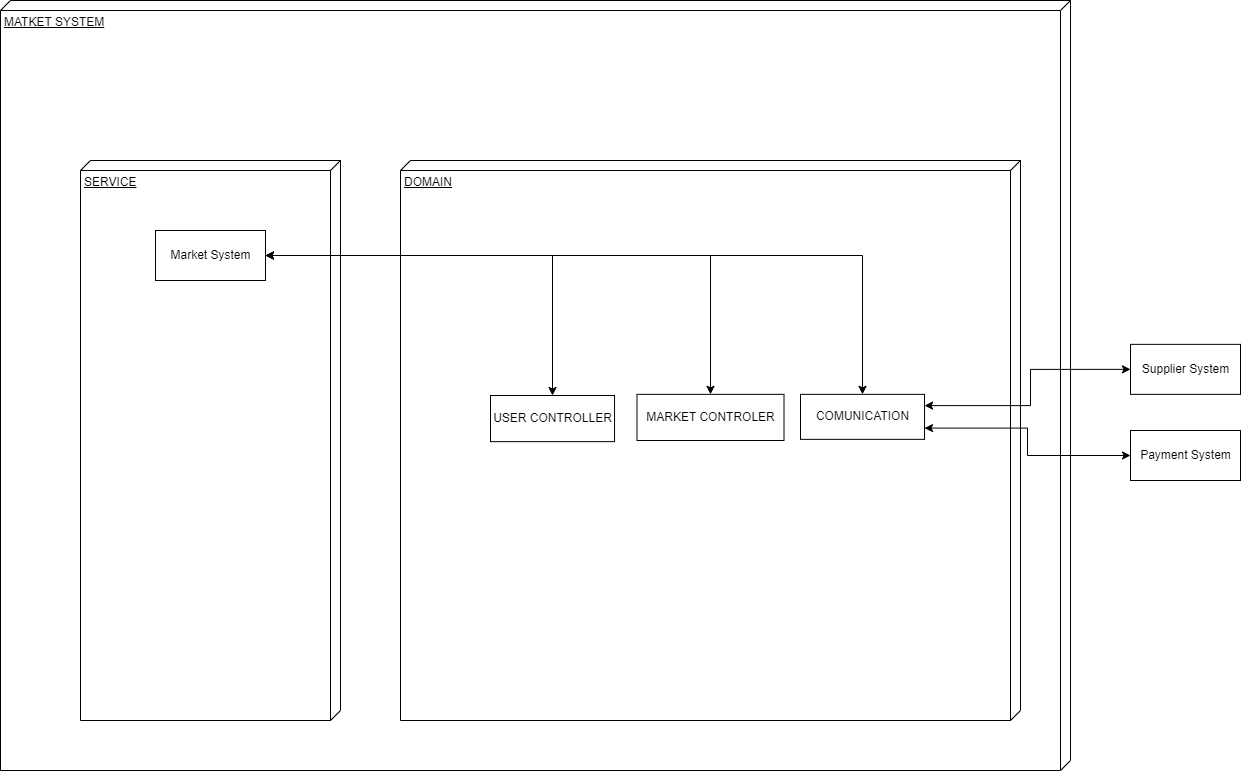 MATKET SYSTEM
SERVICE
DOMAIN
Market System
Supplier System
USER CONTROLLER
MARKET CONTROLER
COMUNICATION
Payment System